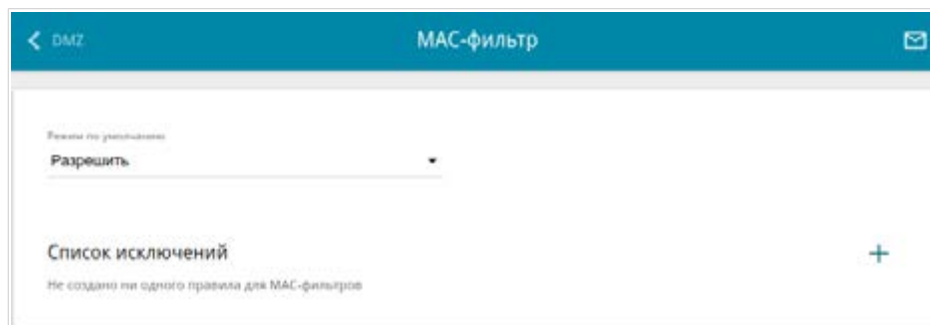 DMZ
МАС-фильтр
Режим по умолчанию
Разрешить
Список исключений
Не создано ни одного правила для МАС-фильтров